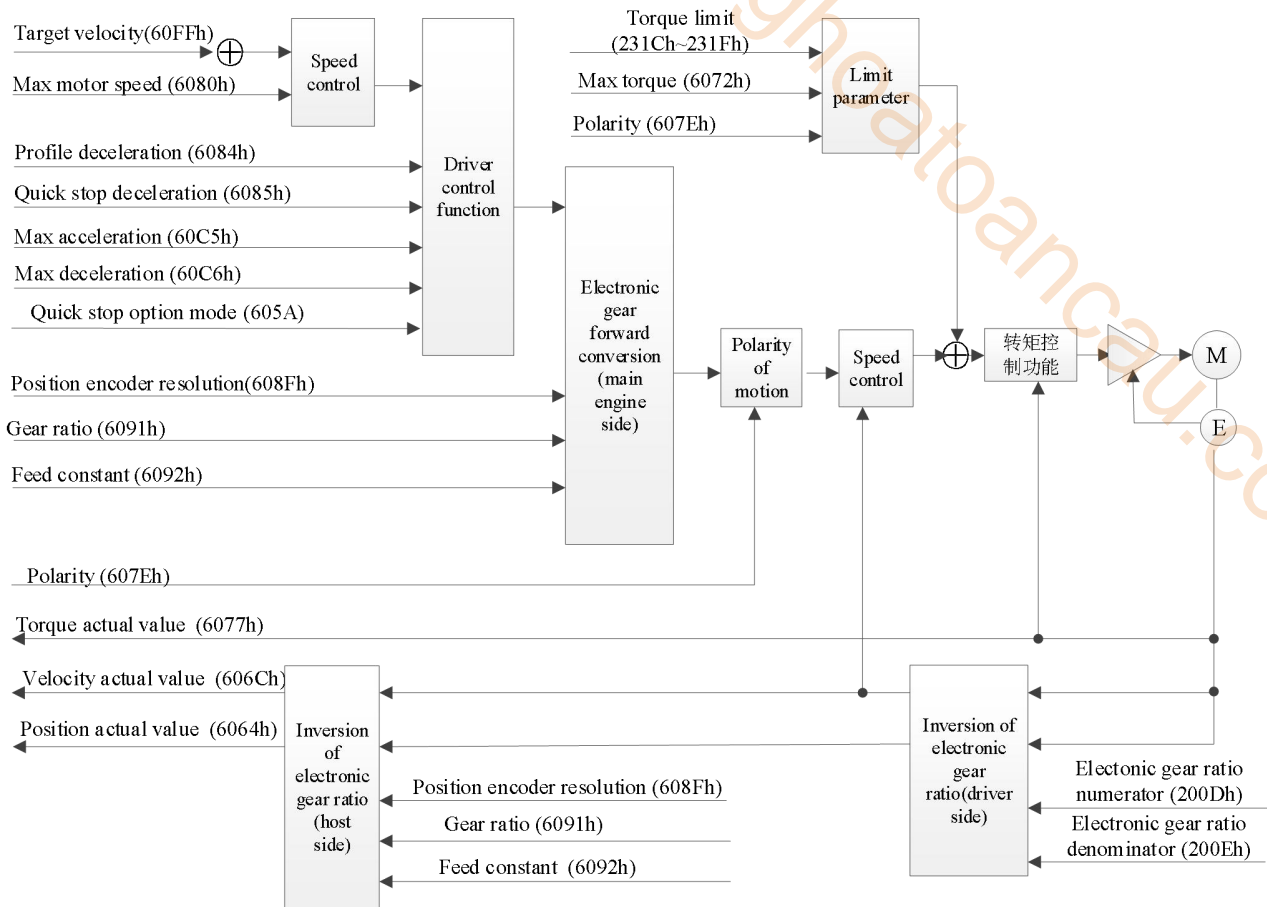 Target velocity(60FFh)
Max motor speed (6080h)
Speed
control
Torque limit
(231Ch~231Fh)
Max torque (6072h)
Polarity (607Eh)
Limit
parameter
Profile deceleration (6084h)
Quick stop deceleration (6085h)
Max acceleration (60C5h)
Max deceleration (60C6h)
Quick stop option mode (605A)
Driver
control
function
Position encoder resolution(608Fh)
Gear ratio (6091h)
Feed constant (6092h)
Electronic
gear
forward
conversion
(main
engine
side)
Polarity
of
motion
Speed
control
转矩控
制功能
M
E
Polarity (607Eh)
Torque actual value (6077h)
Velocity actual value (606Ch)
Position actual value (6064h)
Inversion
of
electronic
gear ratio
(host
side)
Position encoder resolution (608Fh)
Gear ratio (6091h)
Feed constant (6092h)
Inversion of
electronic
gear
ratio(driver
side)
Electonic gear ratio
numerator (200Dh)
Electronic gear ratio
denominator (200Eh)
ghoatoancau.co